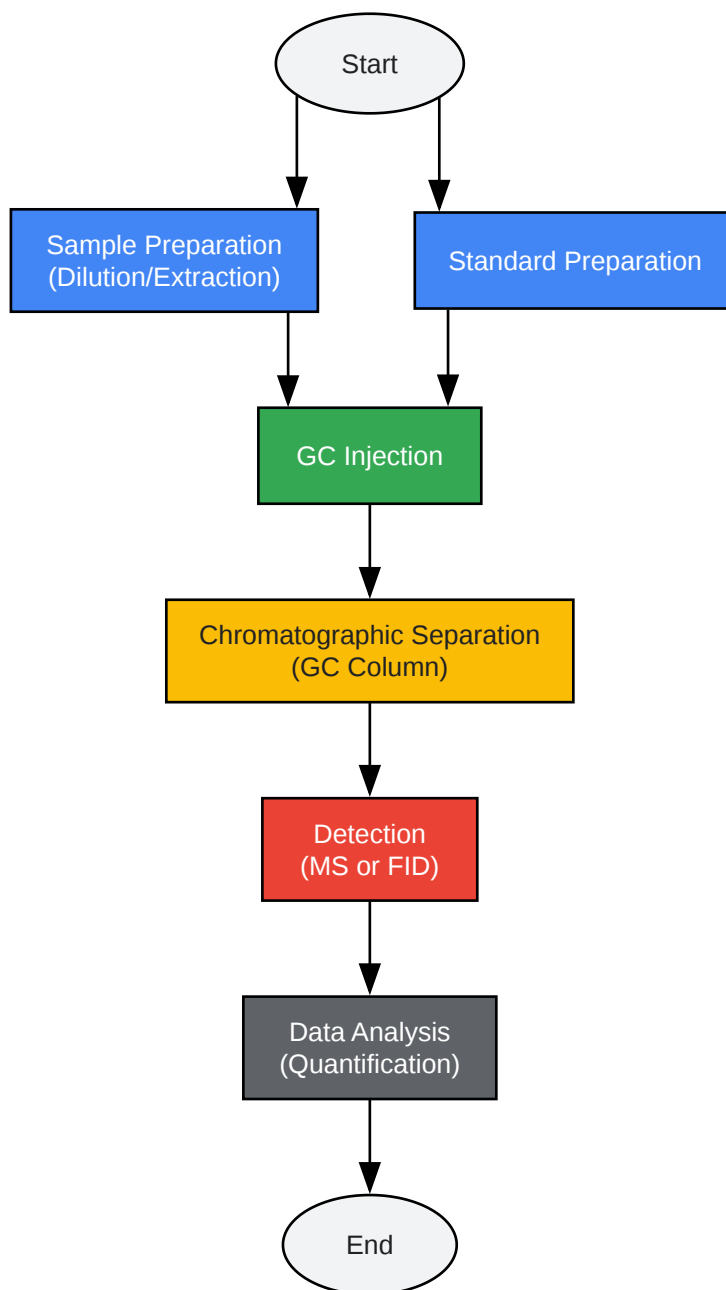 Start
Sample Preparation
(Dilution/Extraction)
Standard Preparation
GC Injection
Chromatographic Separation
(GC Column)
Detection
(MS or FID)
Data Analysis
(Quantification)
End